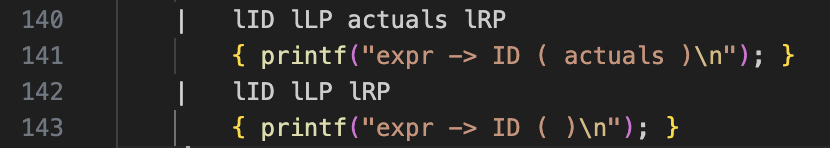 140 | lID lLP actuals lRP
141 { printf("expr -> ID ( actuals )\n"); }
142 | lID lLP lRP
143 { printf("expr -> ID ( )\n"); }